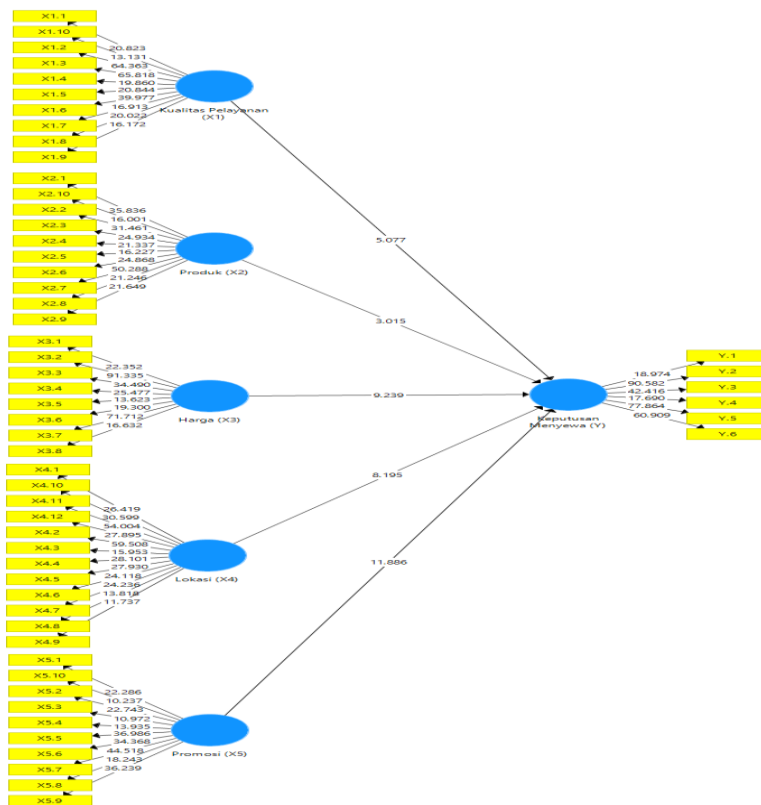 X1.1
X1.10
X1.2
X1.3
X1.4
X1.5
X1.6
X1.7
X1.8
X1.9
20.823
13.131
64.363
65.818
19.860
20.844
39.977
16.913
20.022
16.172
Kualitas Pelayanan
(X1)
X2.1
X2.10
X2.2
X2.3
X2.4
X2.5
X2.6
X2.7
X2.8
X2.9
35.836
16.001
31.461
24.934
21.337
16.227
24.868
50.288
21.246
21.649
Produk (X2)
X3.1
X3.2
X3.3
X3.4
X3.5
X3.6
X3.7
X3.8
22.352
91.335
34.490
25.477
13.623
19.300
71.712
16.632
Harga (X3)
X4.1
X4.10
X4.11
X4.12
X4.2
X4.3
X4.4
X4.5
X4.6
X4.7
X4.8
X4.9
26.419
30.599
54.004
27.895
59.508
15.953
28.101
27.930
24.118
24.236
13.818
11.737
Lokasi (X4)
X5.1
X5.10
X5.2
X5.3
X5.4
X5.5
X5.6
X5.7
X5.8
X5.9
22.286
10.237
22.743
10.972
13.935
36.986
34.368
44.518
18.243
36.239
Promosi (X5)
5.077
3.015
9.239
8.195
11.886
Keputusan
Menyewa (Y)
18.974
90.582
42.416
17.690
77.864
60.909
Y.1
Y.2
Y.3
Y.4
Y.5
Y.6